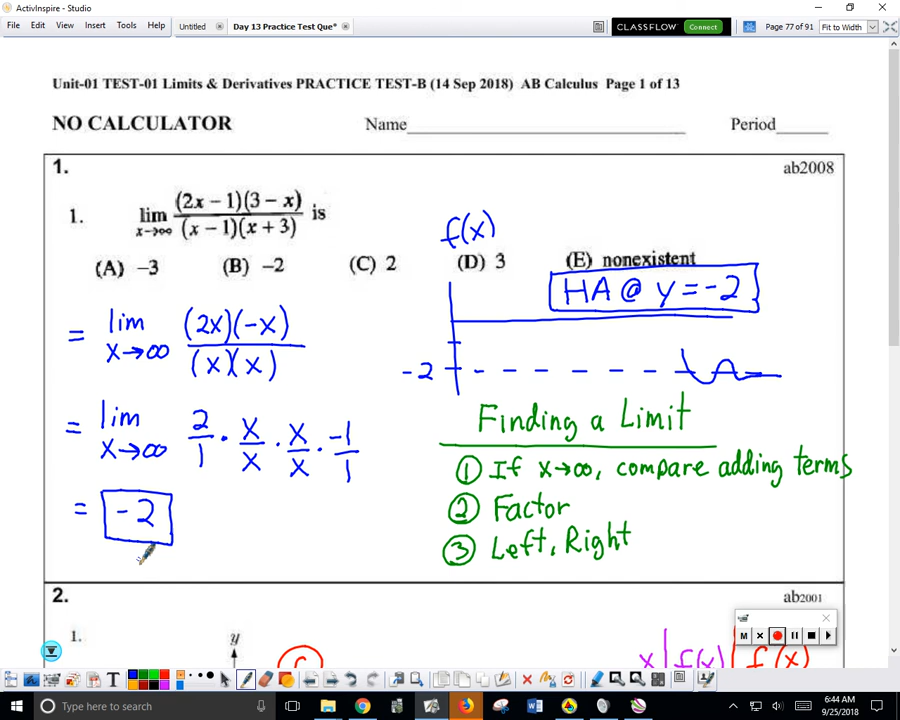 ActivInspire - Studio
File Edit View Insert Tools Help Untitled Day 13 Practice Test Que* CLASSFLOW Connect Page 77 of 91 Fit to Width
Unit-01 TEST-01 Limits & Derivatives PRACTICE TEST-B (14 Sep 2018) AB Calculus Page 1 of 13
NO CALCULATOR Name Period
1. ab2008
1. lim x→∞ (2x – 1)(3 – x) / (x – 1)(x + 3) is
f(x)
(A) –3 (B) –2 (C) 2 (D) 3 (E) nonexistent
HA @ y = -2
= lim x→∞ (2x)(-x) / (x)(x)
-2
= lim x→∞ 2/1 · x/x · x/x · -1/1
= -2
Finding a Limit
① If x→∞, compare adding terms
② Factor
③ Left, Right
2. ab2001
1. y
x f(x) f(x)
M
Type here to search
6:44 AM
9/25/2018